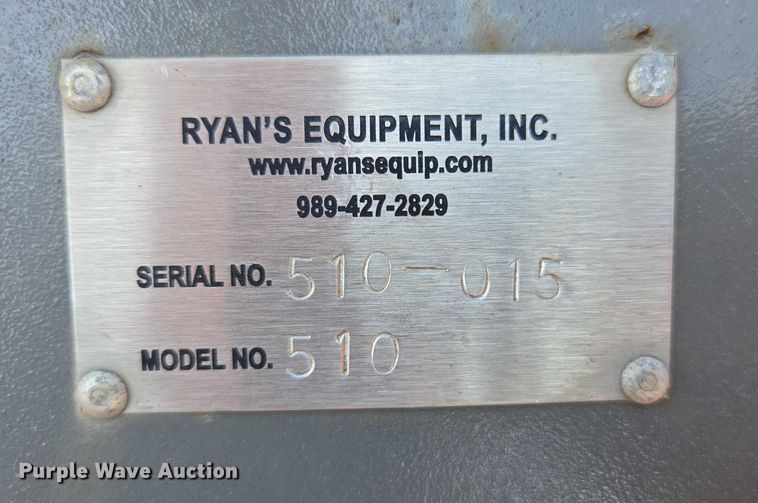 RYAN'S EQUIPMENT, INC.
www.ryansequip.com
989-427-2829
SERIAL NO. 510-015
MODEL NO. 510
Purple Wave Auction